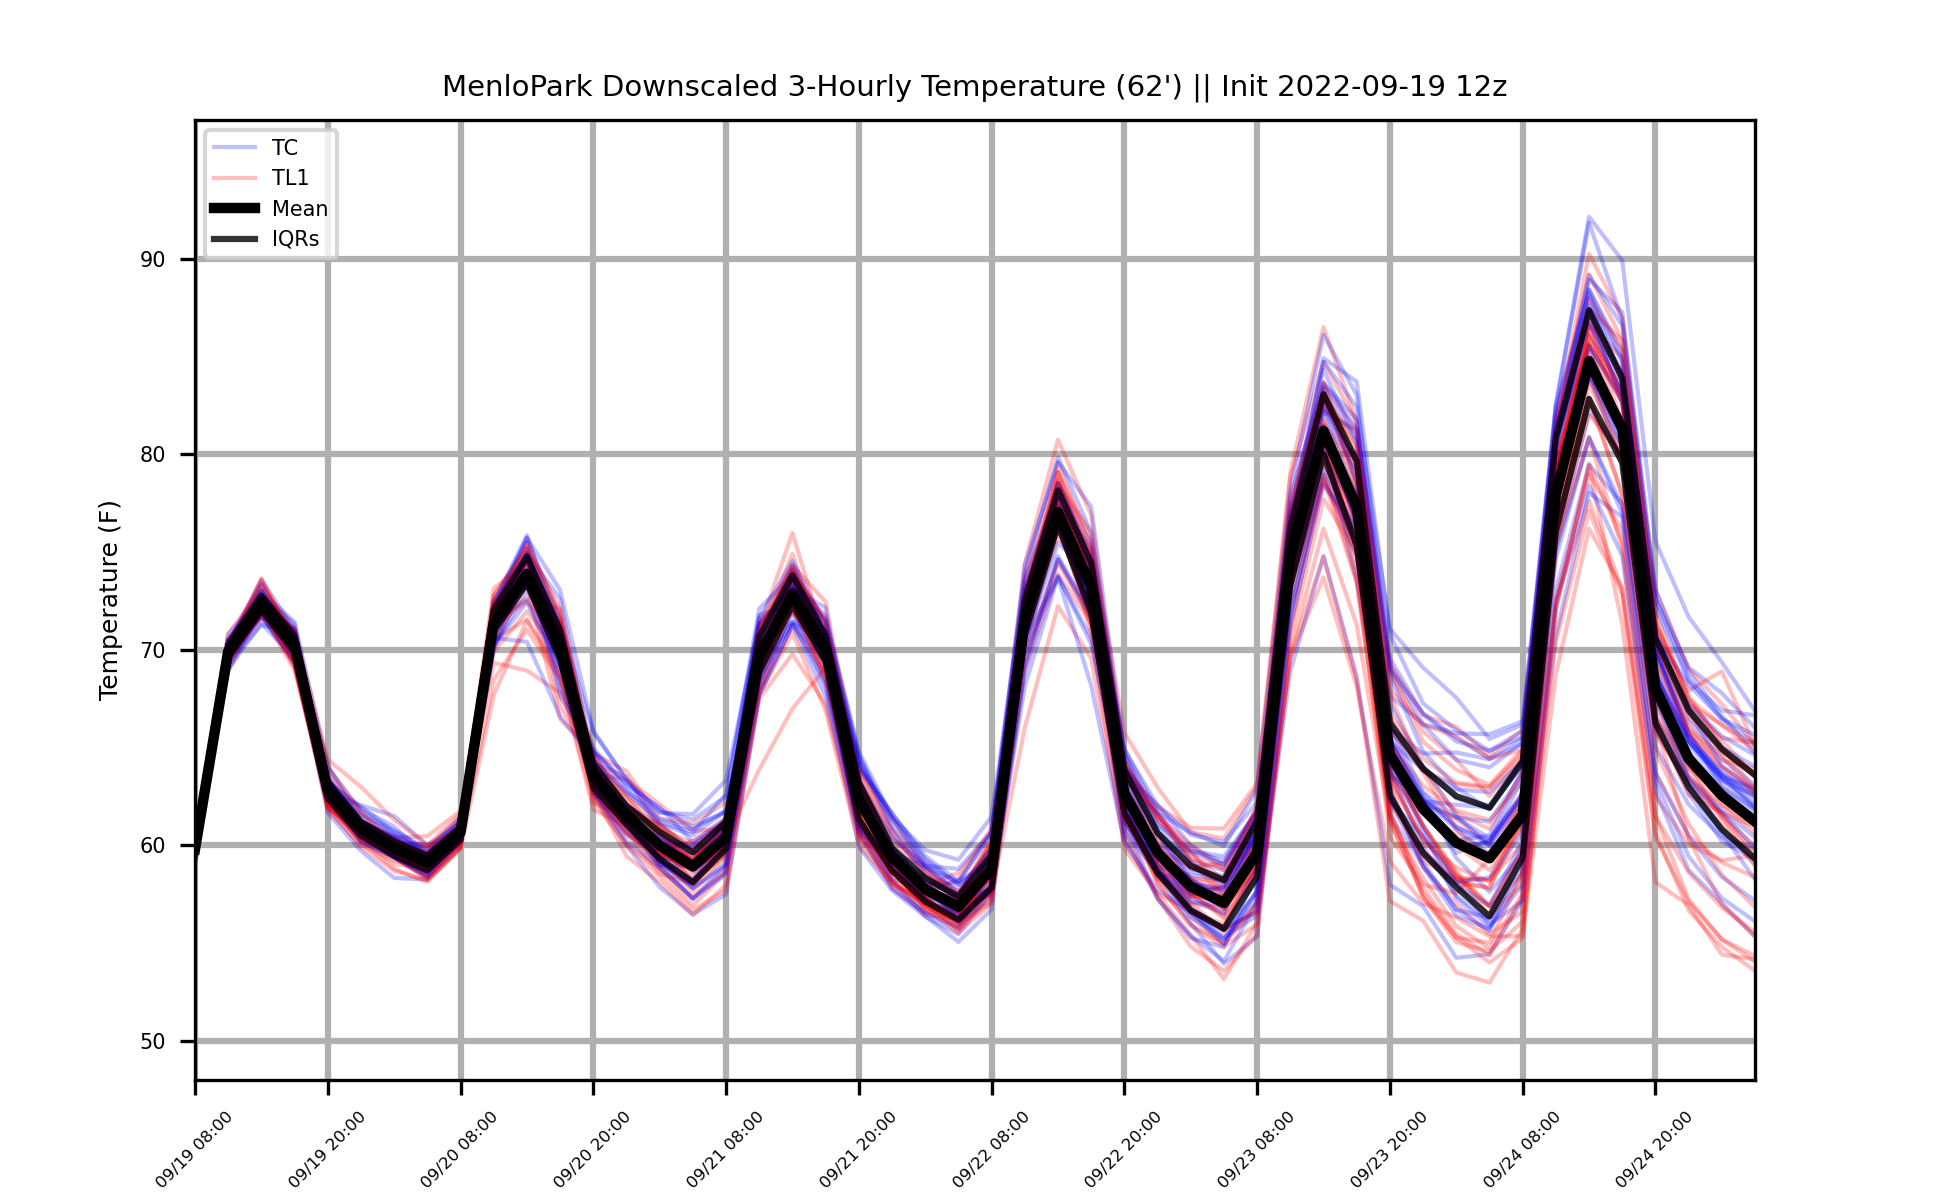 MenloPark Downscaled 3-Hourly Temperature (62') || Init 2022-09-19 12z
TC
TL1
Mean
IQRs
90
80
70
60
50
Temperature (F)
09/19 08:00
09/19 20:00
09/20 08:00
09/20 20:00
09/21 08:00
09/21 20:00
09/22 08:00
09/22 20:00
09/23 08:00
09/23 20:00
09/24 08:00
09/24 20:00